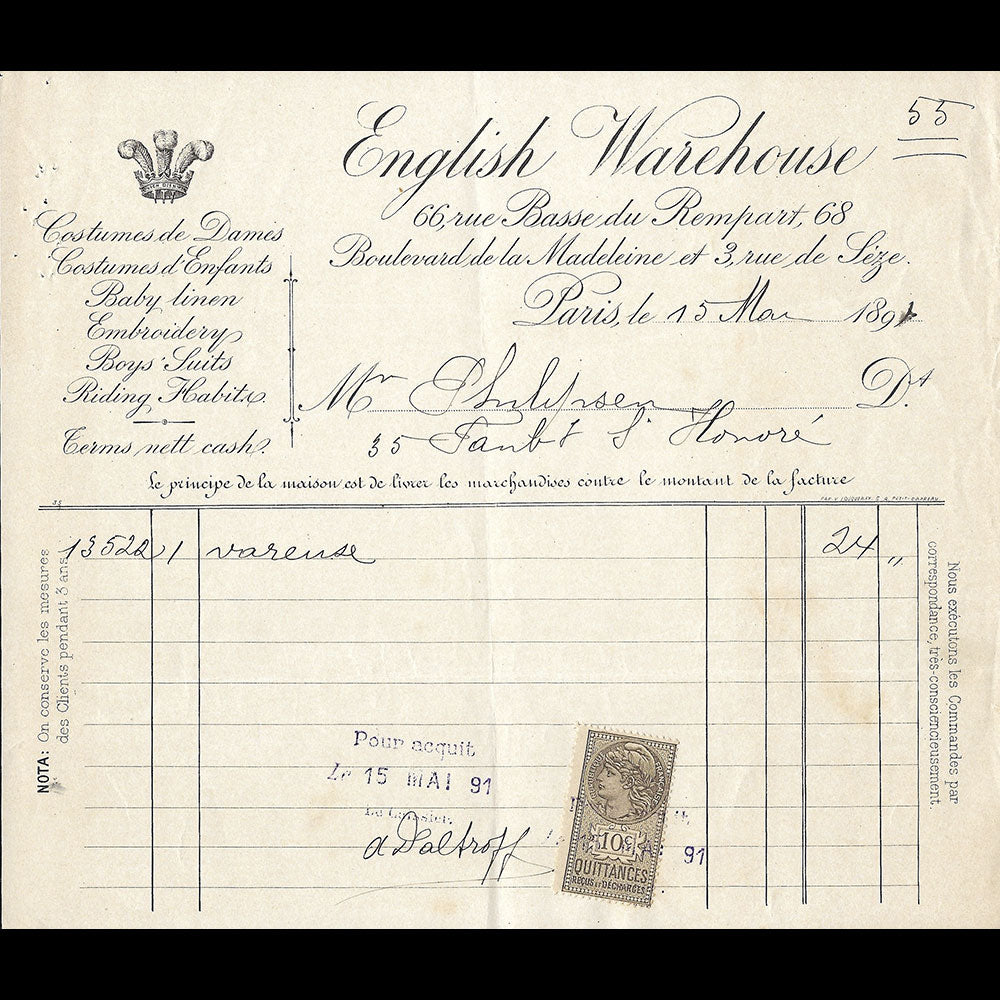 55
English Warehouse
66, rue Basse du Rempart, 68
Boulevard de la Madeleine et 3, rue de Sèze.
Paris, le 15 Mai 1891
Costumes de Dames
Costumes d'Enfants
Baby linen
Embroidery
Boys' Suits
Riding Habits.
Terms nett cash.
Mr Philipsen Dt.
35 Faubg St Honoré
Le principe de la maison est de livrer les marchandises contre le montant de la facture
35
13522 1 vareuse 24 "
NOTA: On conserve les mesures
des Clients pendant 3 ans.
Nous exécutons les Commandes par
correspondance, très-consciencieusement.
Pour acquit
Le 15 MAI 91
Le Caissier.
a Daltroff
91
10c
QUITTANCES
REÇUS ET DÉCHARGES